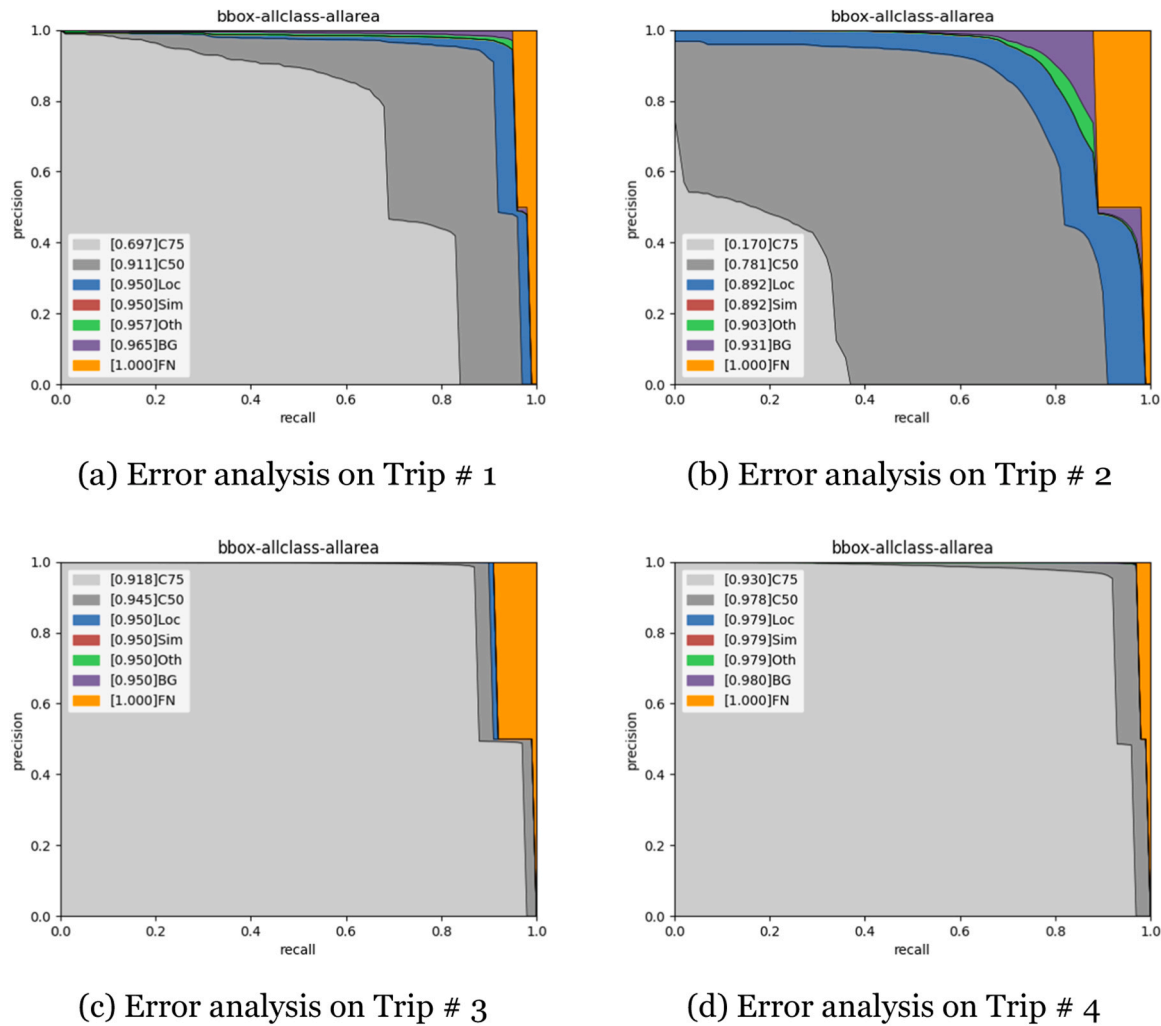 bbox-allclass-allarea
1.0
0.8
0.6
0.4
0.2
0.0
precision
[0.697]C75
[0.911]C50
[0.950]Loc
[0.950]Sim
[0.957]Oth
[0.965]BG
[1.000]FN
0.0 0.2 0.4 0.6 0.8 1.0
recall
(a) Error analysis on Trip # 1
bbox-allclass-allarea
1.0
0.8
0.6
0.4
0.2
0.0
precision
[0.170]C75
[0.781]C50
[0.892]Loc
[0.892]Sim
[0.903]Oth
[0.931]BG
[1.000]FN
0.0 0.2 0.4 0.6 0.8 1.0
recall
(b) Error analysis on Trip # 2
bbox-allclass-allarea
1.0
0.8
0.6
0.4
0.2
0.0
precision
[0.918]C75
[0.945]C50
[0.950]Loc
[0.950]Sim
[0.950]Oth
[0.950]BG
[1.000]FN
0.0 0.2 0.4 0.6 0.8 1.0
recall
(c) Error analysis on Trip # 3
bbox-allclass-allarea
1.0
0.8
0.6
0.4
0.2
0.0
precision
[0.930]C75
[0.978]C50
[0.979]Loc
[0.979]Sim
[0.979]Oth
[0.980]BG
[1.000]FN
0.0 0.2 0.4 0.6 0.8 1.0
recall
(d) Error analysis on Trip # 4